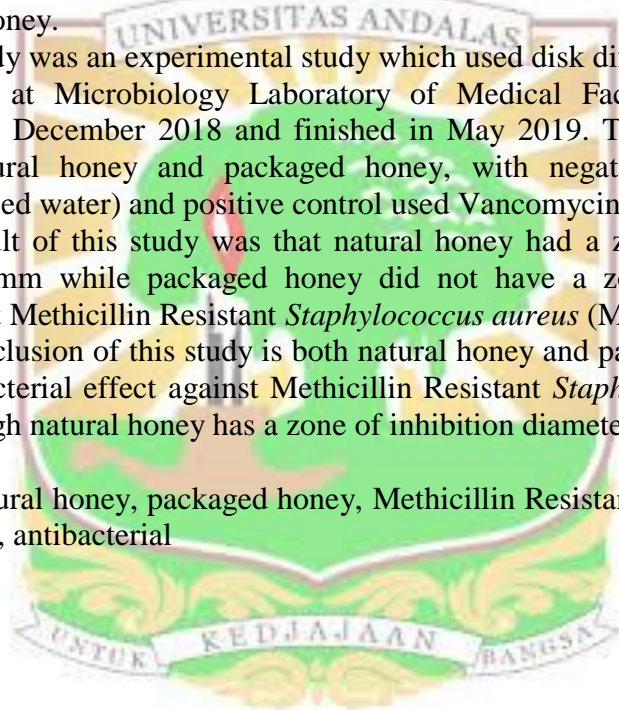 oney.
UNIVERSITAS ANDALAS
dy was an experimental study which used disk di
at Microbiology Laboratory of Medical Fac
December 2018 and finished in May 2019. T
ural honey and packaged honey, with negat
ed water) and positive control used Vancomycin
ult of this study was that natural honey had a z
mm while packaged honey did not have a z
Methicillin Resistant Staphylococcus aureus (M
clusion of this study is both natural honey and pa
cterial effect against Methicillin Resistant Staph
gh natural honey has a zone of inhibition diamete
ural honey, packaged honey, Methicillin Resistan
, antibacterial
UNTUK KEDJAJAAN BANGSA